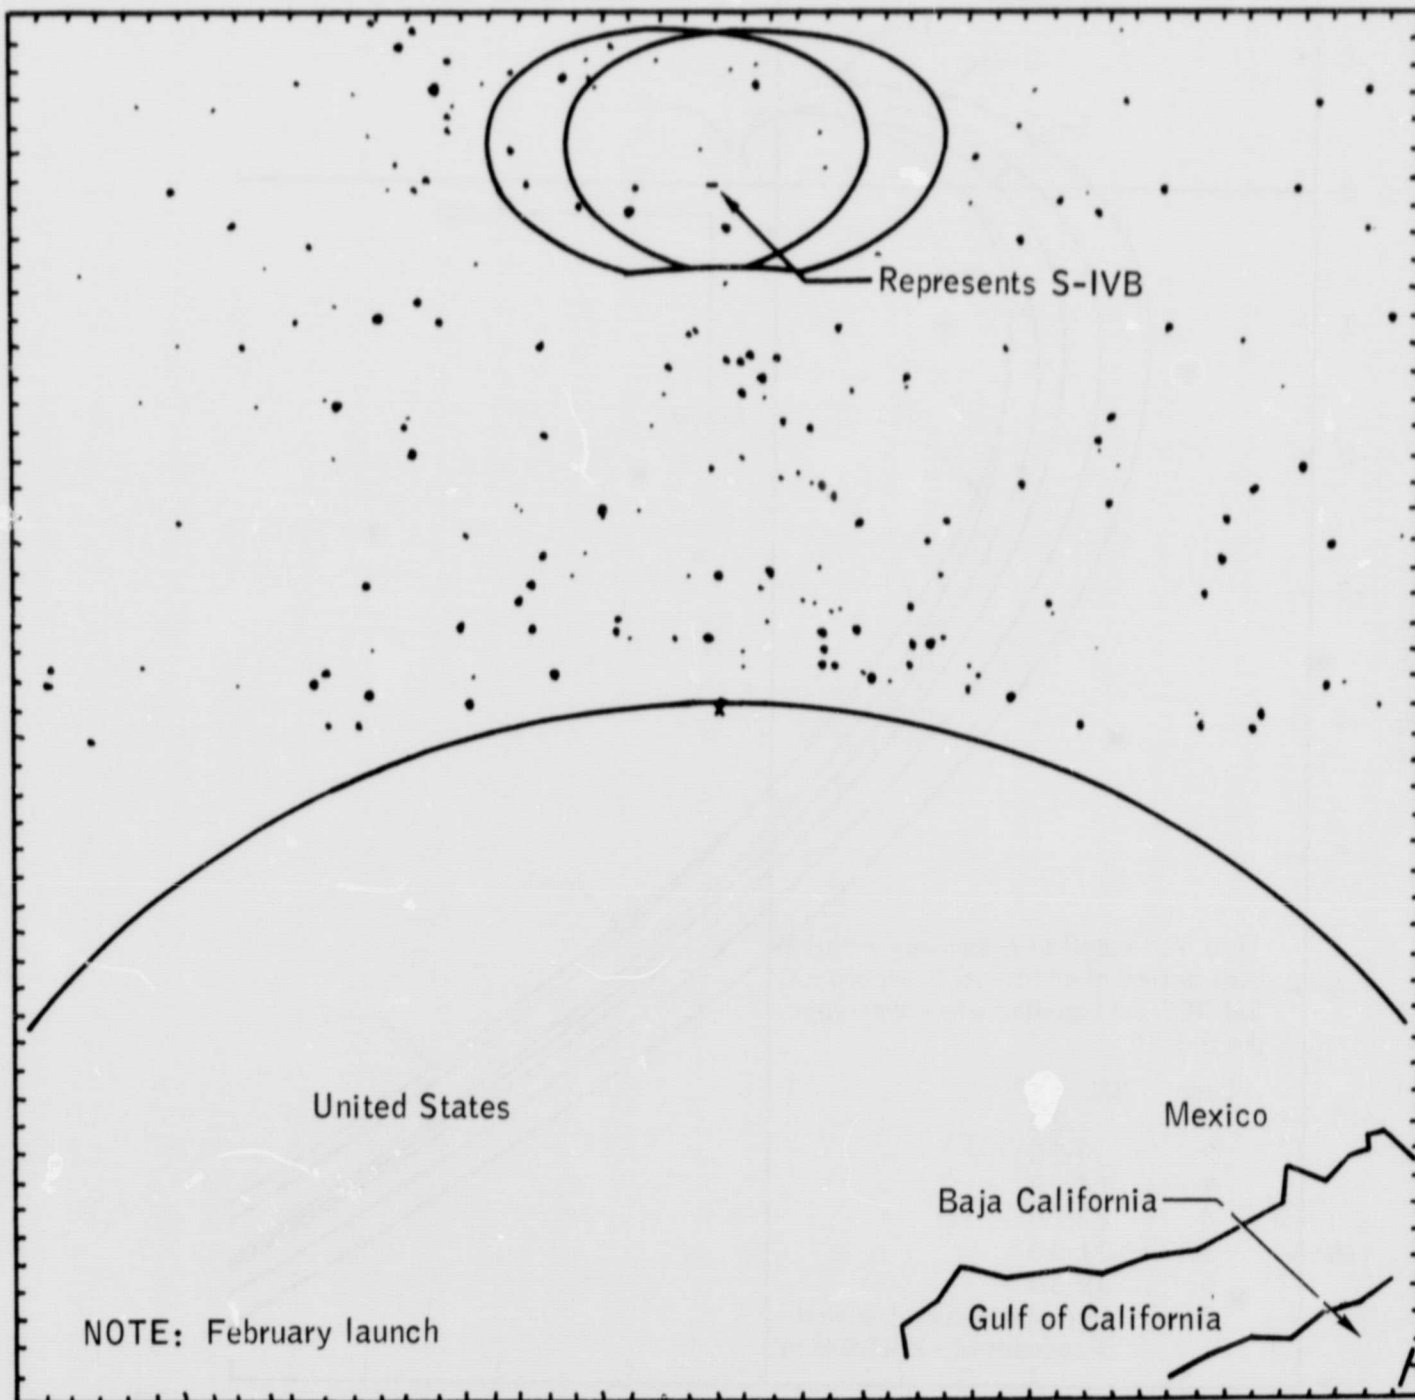 Represents S-IVB
United States
Mexico
Baja California
Gulf of California
NOTE: February launch